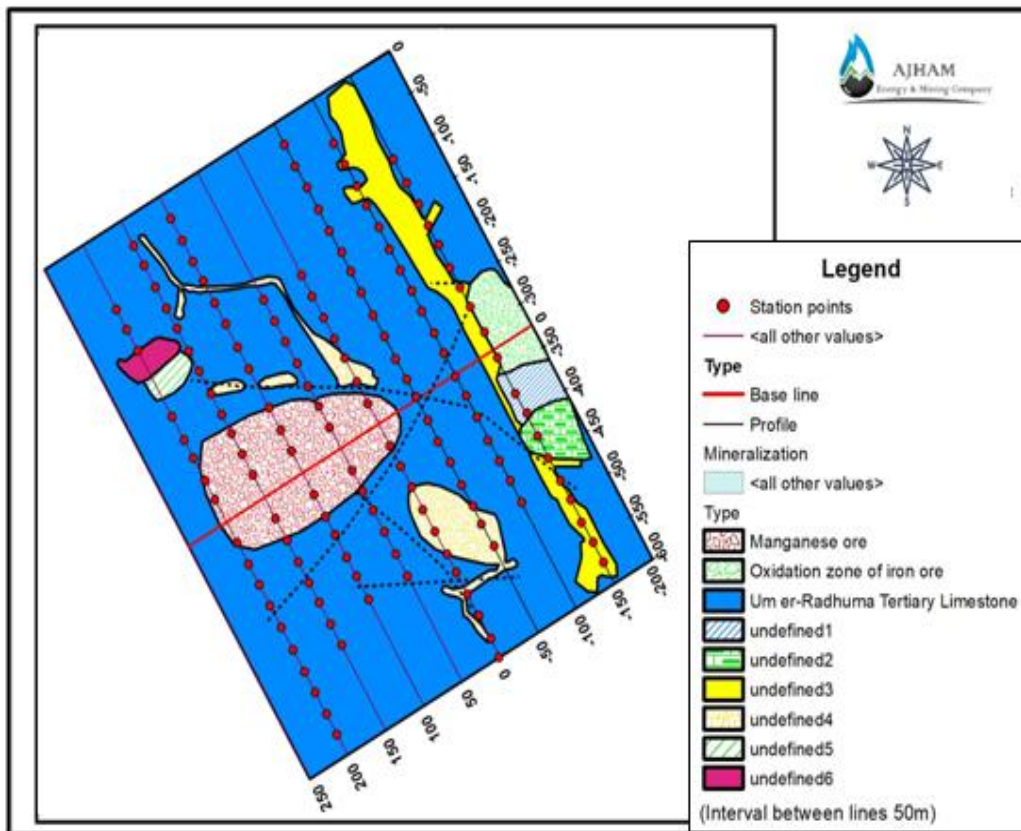 AJHAM
Energy & Mining Company
N
W
E
S
0
-50
-100
-150
-200
-250
-300
0
-350
-400
-450
-500
-550
-600
-200
-150
-100
-50
0
50
100
150
200
250
Legend
Station points
<all other values>
Type
Base line
Profile
Mineralization
<all other values>
Type
Manganese ore
Oxidation zone of iron ore
Um er-Radhuma Tertiary Limestone
undefined1
undefined2
undefined3
undefined4
undefined5
undefined6
(Interval between lines 50m)